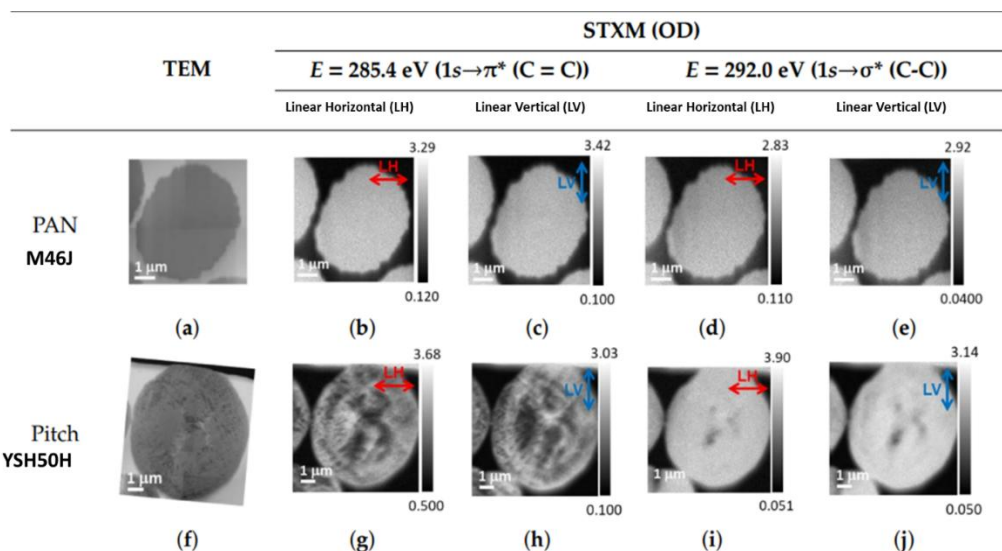 STXM (OD)
TEM
E = 285.4 eV (1s→π* (C = C))
E = 292.0 eV (1s→σ* (C-C))
Linear Horizontal (LH)
Linear Vertical (LV)
Linear Horizontal (LH)
Linear Vertical (LV)
PAN
M46J
1 μm
3.29
LH
1 μm
0.120
3.42
LV
1 μm
0.100
2.83
LH
1 μm
0.110
2.92
LV
1 μm
0.0400
(a)
(b)
(c)
(d)
(e)
Pitch
YSH50H
1 μm
3.68
LH
1 μm
0.500
3.03
LV
1 μm
0.100
3.90
LH
1 μm
0.051
3.14
LV
1 μm
0.050
(f)
(g)
(h)
(i)
(j)